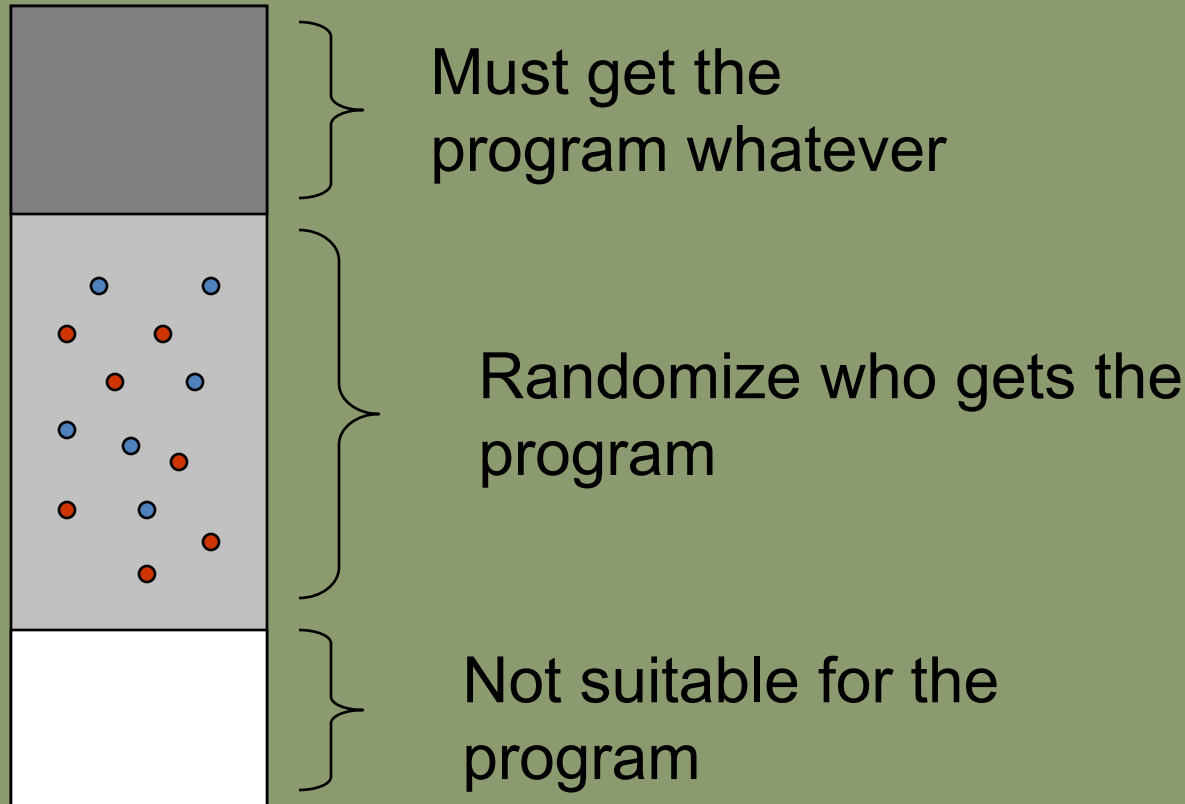 Must get the
program whatever
Randomize who gets the
program
Not suitable for the
program